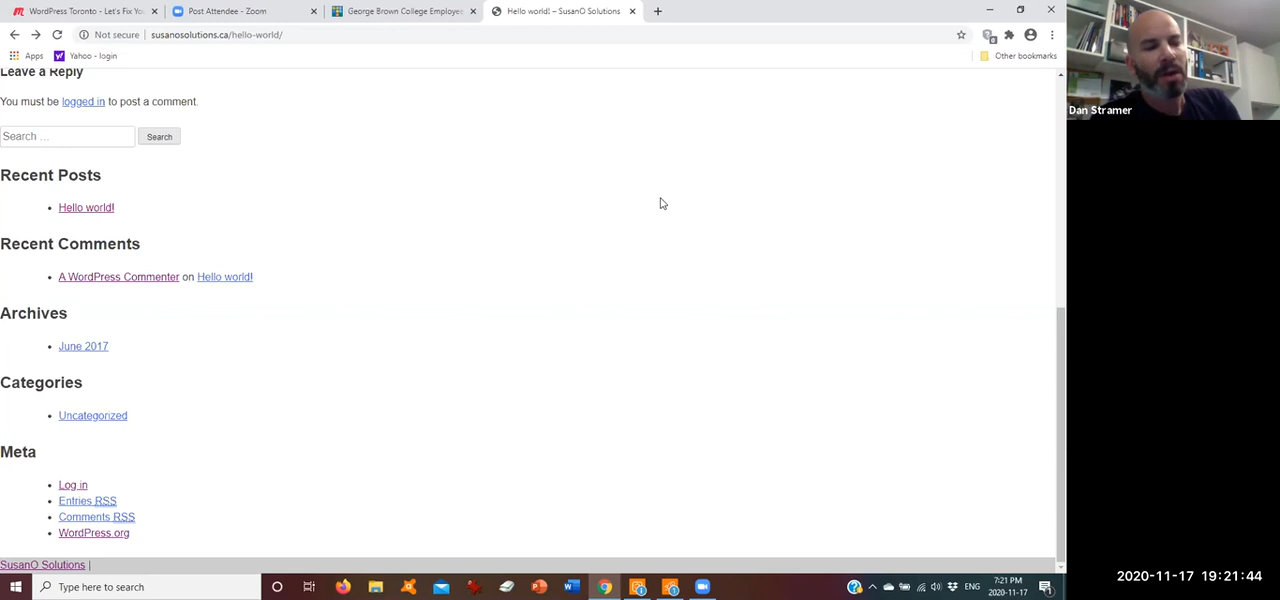 WordPress Toronto - Let's Fix Yo
Post Attendee - Zoom
George Brown College Employee
Hello world! – SusanO Solutions
Not secure
susanosolutions.ca/hello-world/
Apps
Yahoo - login
Other bookmarks
Leave a Reply
You must be logged in to post a comment.
Search …
Search
Recent Posts
Hello world!
Recent Comments
A WordPress Commenter on Hello world!
Archives
June 2017
Categories
Uncategorized
Meta
Log in
Entries RSS
Comments RSS
WordPress.org
SusanO Solutions |
Dan Stramer
Type here to search
ENG
7:21 PM
2020-11-17
2020-11-17 19:21:44